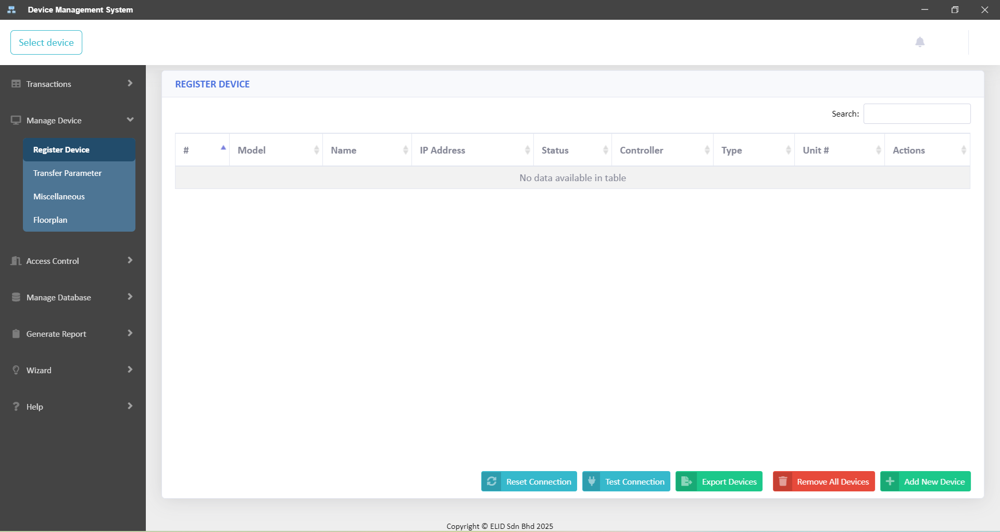 Device Management System
Select device
Transactions
Manage Device
Register Device
Transfer Parameter
Miscellaneous
Floorplan
Access Control
Manage Database
Generate Report
Wizard
Help
REGISTER DEVICE
Search:
# Model Name IP Address Status Controller Type Unit # Actions
No data available in table
Reset Connection Test Connection Export Devices Remove All Devices Add New Device
Copyright © ELID Sdn Bhd 2025